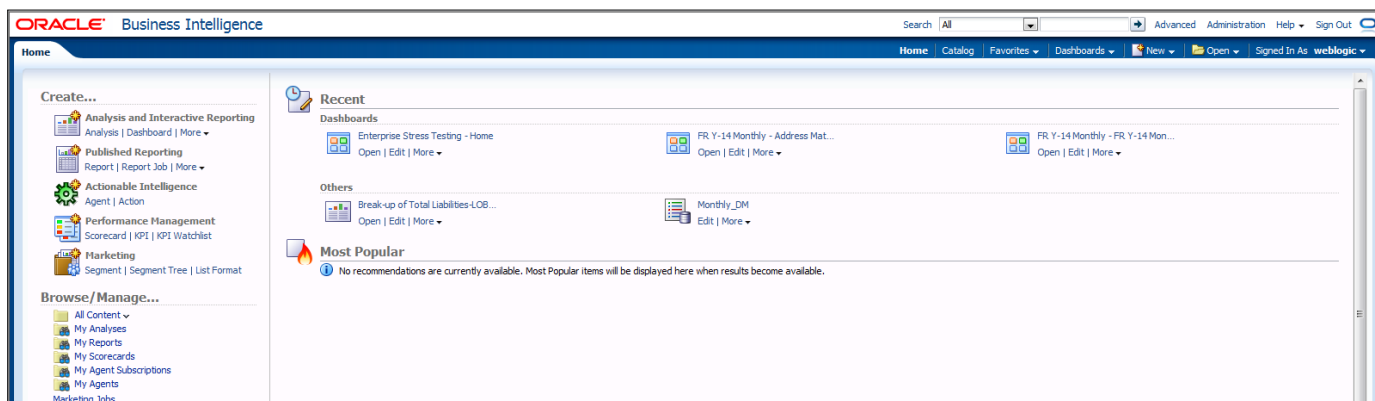 ORACLE Business Intelligence
Search All Advanced Administration Help Sign Out
Home
Home Catalog Favorites Dashboards New Open Signed In As weblogic
Create...
Analysis and Interactive Reporting
Analysis | Dashboard | More
Published Reporting
Report | Report Job | More
Actionable Intelligence
Agent | Action
Performance Management
Scorecard | KPI | KPI Watchlist
Marketing
Segment | Segment Tree | List Format
Browse/Manage...
All Content
My Analyses
My Reports
My Scorecards
My Agent Subscriptions
My Agents
Marketing Jobs
Recent
Dashboards
Enterprise Stress Testing - Home
Open | Edit | More
FR Y-14 Monthly - Address Mat...
Open | Edit | More
FR Y-14 Monthly - FR Y-14 Mon...
Open | Edit | More
Others
Break-up of Total Liabilities-LOB...
Open | Edit | More
Monthly_DM
Edit | More
Most Popular
No recommendations are currently available. Most Popular items will be displayed here when results become available.